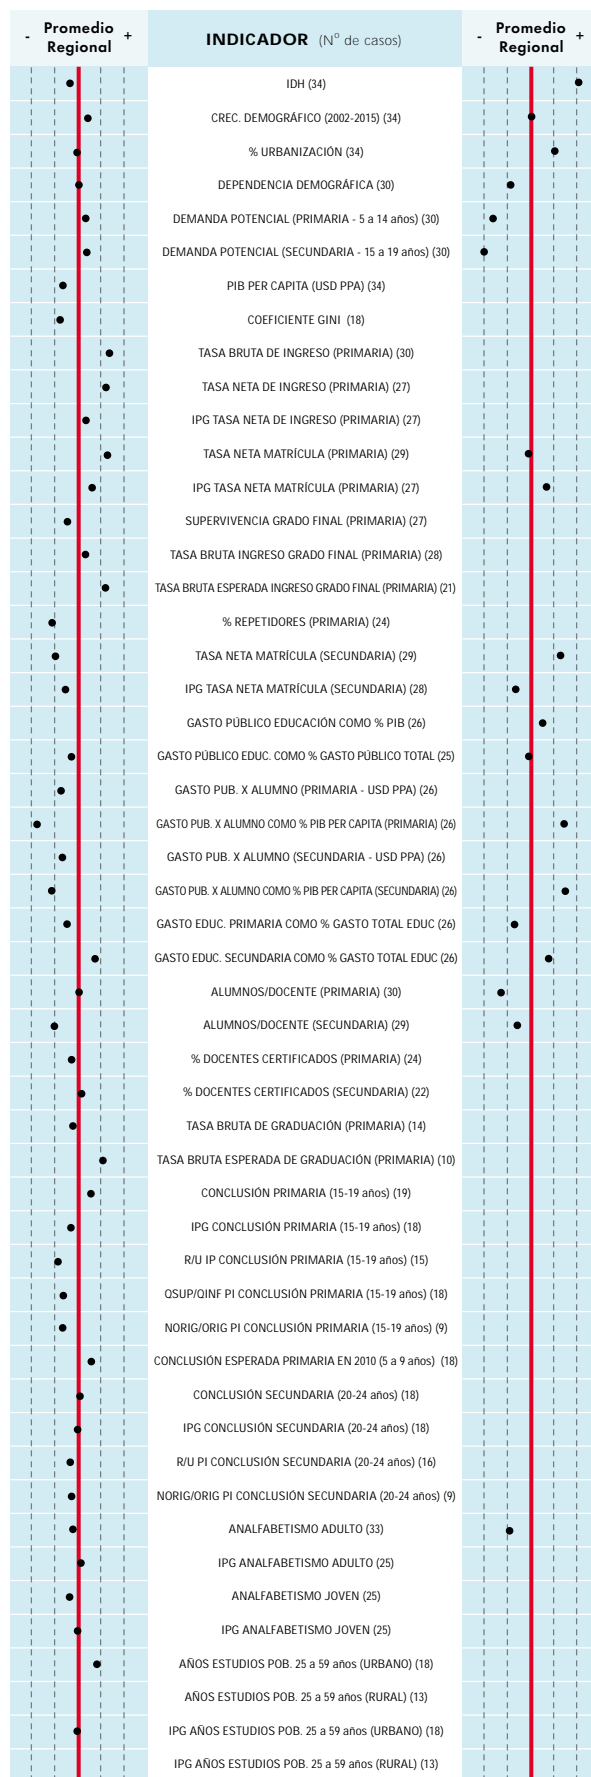 - Promedio Regional +
INDICADOR (Nº de casos)
- Promedio Regional +
IDH (34)
CREC. DEMOGRÁFICO (2002-2015) (34)
% URBANIZACIÓN (34)
DEPENDENCIA DEMOGRÁFICA (30)
DEMANDA POTENCIAL (PRIMARIA - 5 a 14 años) (30)
DEMANDA POTENCIAL (SECUNDARIA - 15 a 19 años) (30)
PIB PER CAPITA (USD PPA) (34)
COEFICIENTE GINI (18)
TASA BRUTA DE INGRESO (PRIMARIA) (30)
TASA NETA DE INGRESO (PRIMARIA) (27)
IPG TASA NETA DE INGRESO (PRIMARIA) (27)
TASA NETA MATRÍCULA (PRIMARIA) (29)
IPG TASA NETA MATRÍCULA (PRIMARIA) (27)
SUPERVIVENCIA GRADO FINAL (PRIMARIA) (27)
TASA BRUTA INGRESO GRADO FINAL (PRIMARIA) (28)
TASA BRUTA ESPERADA INGRESO GRADO FINAL (PRIMARIA) (21)
% REPETIDORES (PRIMARIA) (24)
TASA NETA MATRÍCULA (SECUNDARIA) (29)
IPG TASA NETA MATRÍCULA (SECUNDARIA) (28)
GASTO PÚBLICO EDUCACIÓN COMO % PIB (26)
GASTO PÚBLICO EDUC. COMO % GASTO PÚBLICO TOTAL (25)
GASTO PUB. X ALUMNO (PRIMARIA - USD PPA) (26)
GASTO PUB. X ALUMNO COMO % PIB PER CAPITA (PRIMARIA) (26)
GASTO PUB. X ALUMNO (SECUNDARIA - USD PPA) (26)
GASTO PUB. X ALUMNO COMO % PIB PER CAPITA (SECUNDARIA) (26)
GASTO EDUC. PRIMARIA COMO % GASTO TOTAL EDUC (26)
GASTO EDUC. SECUNDARIA COMO % GASTO TOTAL EDUC (26)
ALUMNOS/DOCENTE (PRIMARIA) (30)
ALUMNOS/DOCENTE (SECUNDARIA) (29)
% DOCENTES CERTIFICADOS (PRIMARIA) (24)
% DOCENTES CERTIFICADOS (SECUNDARIA) (22)
TASA BRUTA DE GRADUACIÓN (PRIMARIA) (14)
TASA BRUTA ESPERADA DE GRADUACIÓN (PRIMARIA) (10)
CONCLUSIÓN PRIMARIA (15-19 años) (19)
IPG CONCLUSIÓN PRIMARIA (15-19 años) (18)
R/U IP CONCLUSIÓN PRIMARIA (15-19 años) (15)
QSUP/QINF PI CONCLUSIÓN PRIMARIA (15-19 años) (18)
NORIG/ORIG PI CONCLUSIÓN PRIMARIA (15-19 años) (9)
CONCLUSIÓN ESPERADA PRIMARIA EN 2010 (5 a 9 años) (18)
CONCLUSIÓN SECUNDARIA (20-24 años) (18)
IPG CONCLUSIÓN SECUNDARIA (20-24 años) (18)
R/U PI CONCLUSIÓN SECUNDARIA (20-24 años) (16)
NORIG/ORIG PI CONCLUSIÓN SECUNDARIA (20-24 años) (9)
ANALFABETISMO ADULTO (33)
IPG ANALFABETISMO ADULTO (25)
ANALFABETISMO JOVEN (25)
IPG ANALFABETISMO JOVEN (25)
AÑOS ESTUDIOS POB. 25 a 59 años (URBANO) (18)
AÑOS ESTUDIOS POB. 25 a 59 años (RURAL) (13)
IPG AÑOS ESTUDIOS POB. 25 a 59 años (URBANO) (18)
IPG AÑOS ESTUDIOS POB. 25 a 59 años (RURAL) (13)